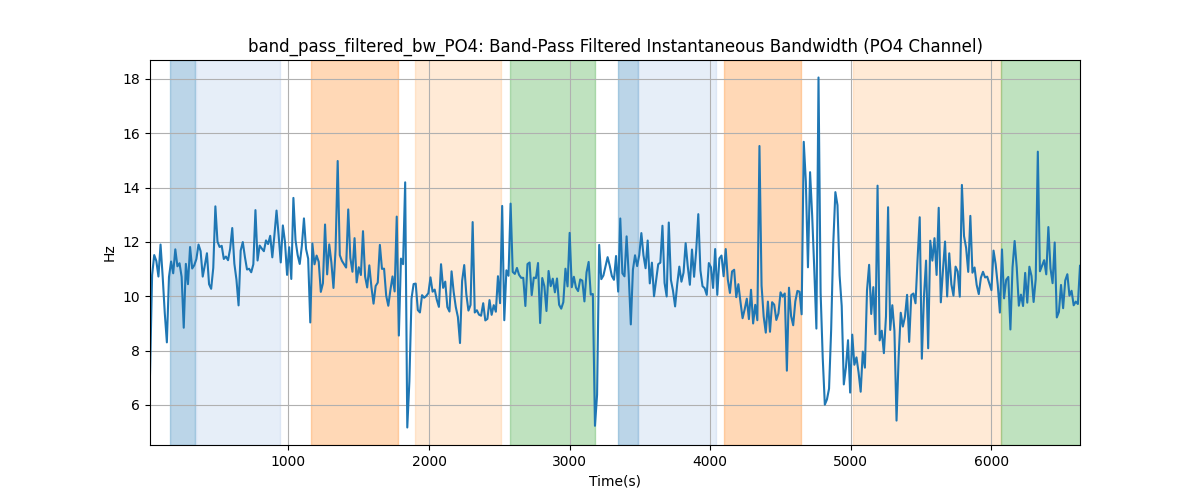 band_pass_filtered_bw_PO4: Band-Pass Filtered Instantaneous Bandwidth (PO4 Channel)
18
16
14
12
10
8
6
Hz
1000 2000 3000 4000 5000 6000
Time(s)